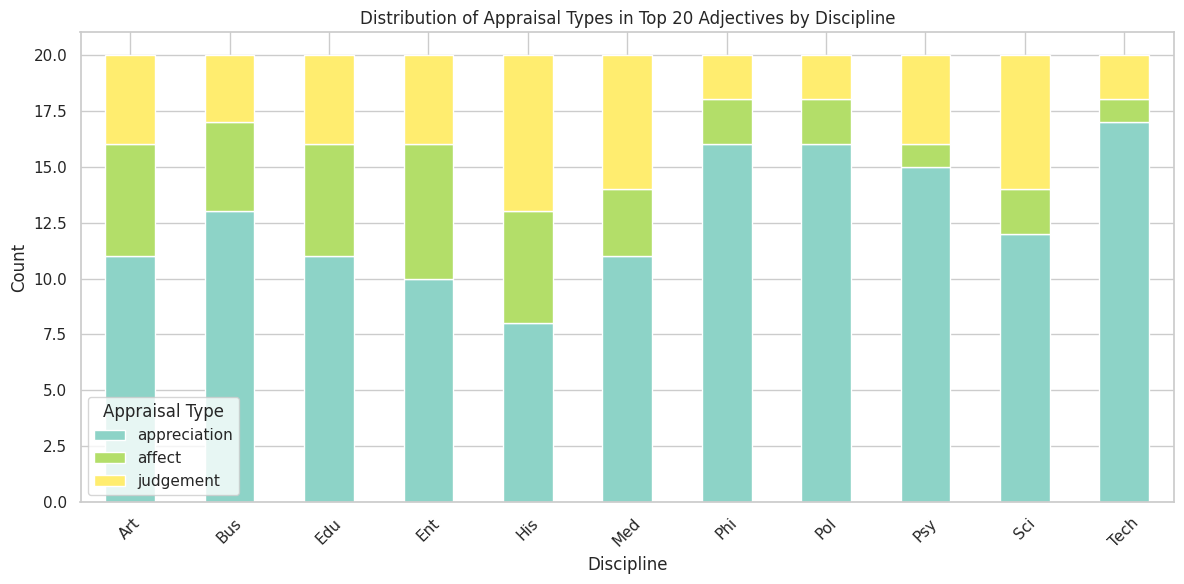 Distribution of Appraisal Types in Top 20 Adjectives by Discipline
20.0
17.5
15.0
12.5
10.0
7.5
5.0
2.5
0.0
Count
Appraisal Type
appreciation
affect
judgement
Art
Bus
Edu
Ent
His
Med
Phi
Pol
Psy
Sci
Tech
Discipline